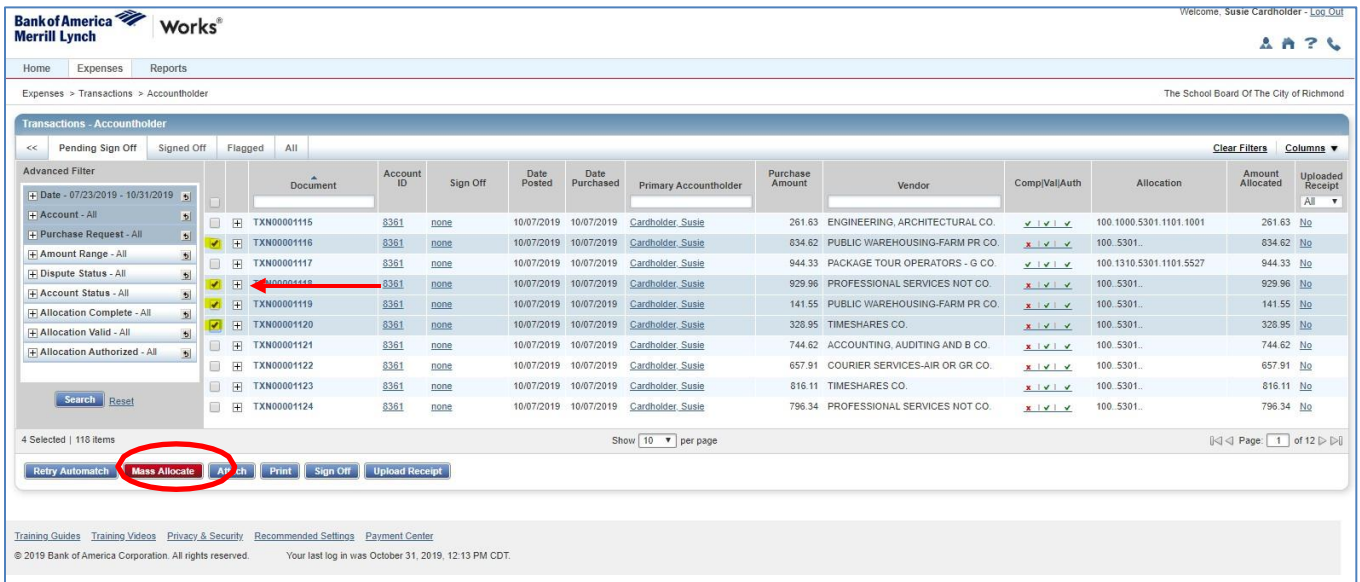 Bank of America
Merrill Lynch
Works®
Welcome, Susie Cardholder - Log Out
Home Expenses Reports
Expenses > Transactions > Accountholder
The School Board Of The City of Richmond
Transactions - Accountholder
<< Pending Sign Off Signed Off Flagged All Clear Filters Columns ▼
Advanced Filter
Date - 07/23/2019 - 10/31/2019
Account - All
Purchase Request - All
Amount Range - All
Dispute Status - All
Account Status - All
Allocation Complete - All
Allocation Valid - All
Allocation Authorized - All
Search Reset
Document Account ID Sign Off Date Posted Date Purchased Primary Accountholder Purchase Amount Vendor Comp|Val|Auth Allocation Amount Allocated Uploaded Receipt
All ▼
TXN00001115 8361 none 10/07/2019 10/07/2019 Cardholder, Susie 261.63 ENGINEERING, ARCHITECTURAL CO. ✓ | ✓ | ✓ 100.1000.5301.1101.1001 261.63 No
TXN00001116 8361 none 10/07/2019 10/07/2019 Cardholder, Susie 834.62 PUBLIC WAREHOUSING-FARM PR CO. x | ✓ | ✓ 100..5301.. 834.62 No
TXN00001117 8361 none 10/07/2019 10/07/2019 Cardholder, Susie 944.33 PACKAGE TOUR OPERATORS - G CO. ✓ | ✓ | ✓ 100.1310.5301.1101.5527 944.33 No
TXN00001118 8361 none 10/07/2019 10/07/2019 Cardholder, Susie 929.96 PROFESSIONAL SERVICES NOT CO. x | ✓ | ✓ 100..5301.. 929.96 No
TXN00001119 8361 none 10/07/2019 10/07/2019 Cardholder, Susie 141.55 PUBLIC WAREHOUSING-FARM PR CO. x | ✓ | ✓ 100..5301.. 141.55 No
TXN00001120 8361 none 10/07/2019 10/07/2019 Cardholder, Susie 328.95 TIMESHARES CO. x | ✓ | ✓ 100..5301.. 328.95 No
TXN00001121 8361 none 10/07/2019 10/07/2019 Cardholder, Susie 744.62 ACCOUNTING, AUDITING AND B CO. x | ✓ | ✓ 100..5301.. 744.62 No
TXN00001122 8361 none 10/07/2019 10/07/2019 Cardholder, Susie 657.91 COURIER SERVICES-AIR OR GR CO. x | ✓ | ✓ 100..5301.. 657.91 No
TXN00001123 8361 none 10/07/2019 10/07/2019 Cardholder, Susie 816.11 TIMESHARES CO. x | ✓ | ✓ 100..5301.. 816.11 No
TXN00001124 8361 none 10/07/2019 10/07/2019 Cardholder, Susie 796.34 PROFESSIONAL SERVICES NOT CO. x | ✓ | ✓ 100..5301.. 796.34 No
4 Selected | 118 items Show 10 ▼ per page Page: 1 of 12
Retry Automatch Mass Allocate Attach Print Sign Off Upload Receipt
Training Guides Training Videos Privacy & Security Recommended Settings Payment Center
© 2019 Bank of America Corporation. All rights reserved. Your last log in was October 31, 2019, 12:13 PM CDT.